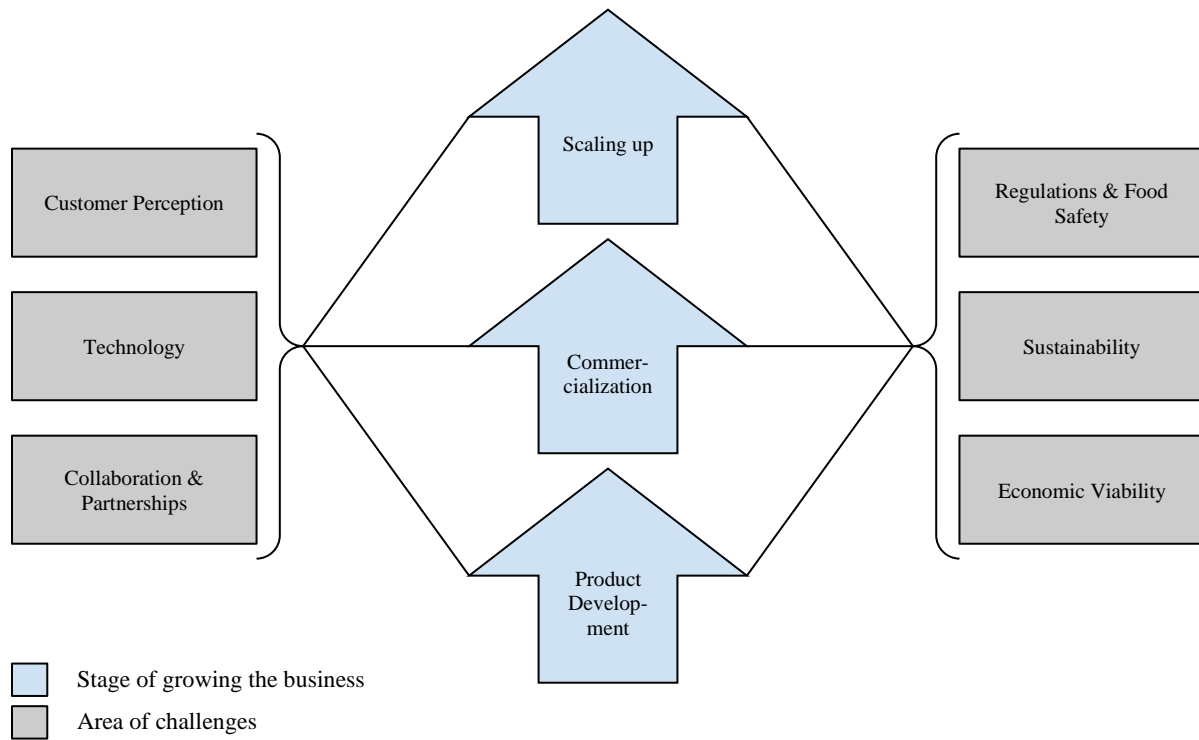 Scaling up
Customer Perception
Regulations & Food
Safety
Technology
Commer-
cialization
Sustainability
Collaboration &
Partnerships
Economic Viability
Product
Develop-
ment
Stage of growing the business
Area of challenges